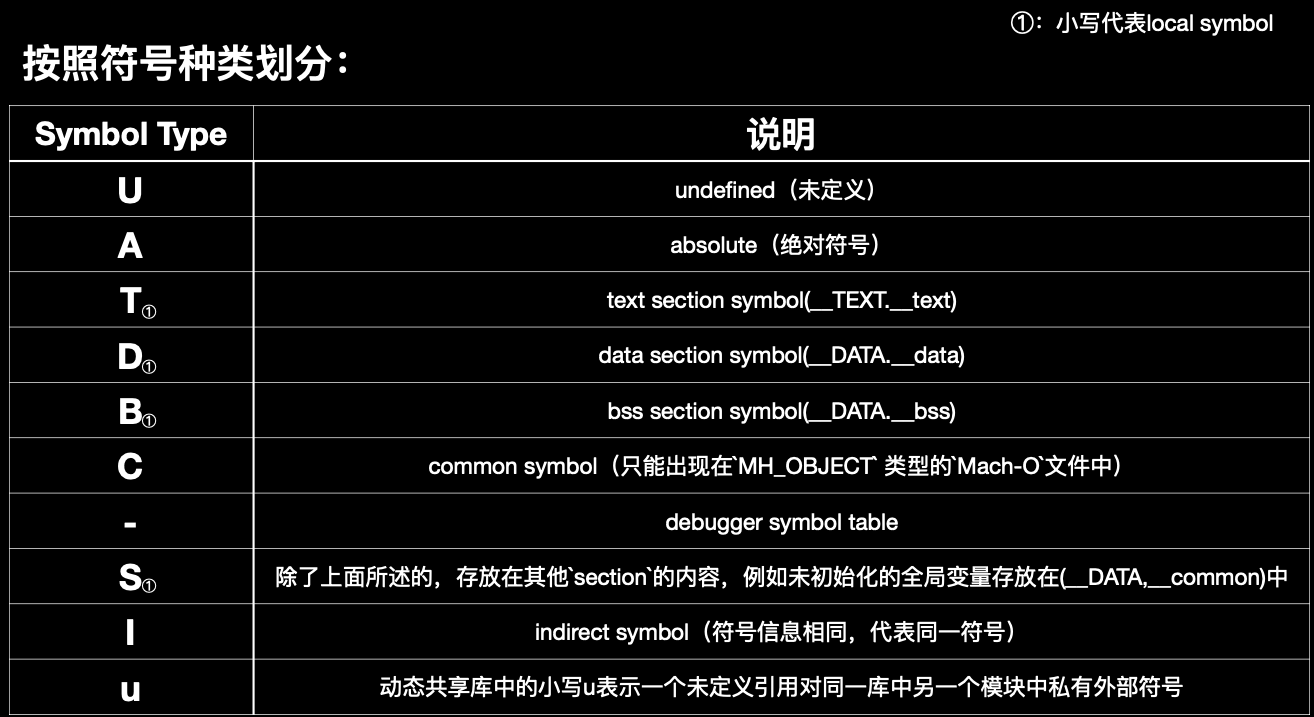 ①：小写代表local symbol
按照符号种类划分：
Symbol Type 说明
U undefined（未定义）
A absolute（绝对符号）
T① text section symbol(__TEXT.__text)
D① data section symbol(__DATA.__data)
B① bss section symbol(__DATA.__bss)
C common symbol（只能出现在`MH_OBJECT` 类型的`Mach-O`文件中）
- debugger symbol table
S① 除了上面所述的，存放在其他`section`的内容，例如未初始化的全局变量存放在(__DATA,__common)中
I indirect symbol（符号信息相同，代表同一符号）
u 动态共享库中的小写u表示一个未定义引用对同一库中另一个模块中私有外部符号